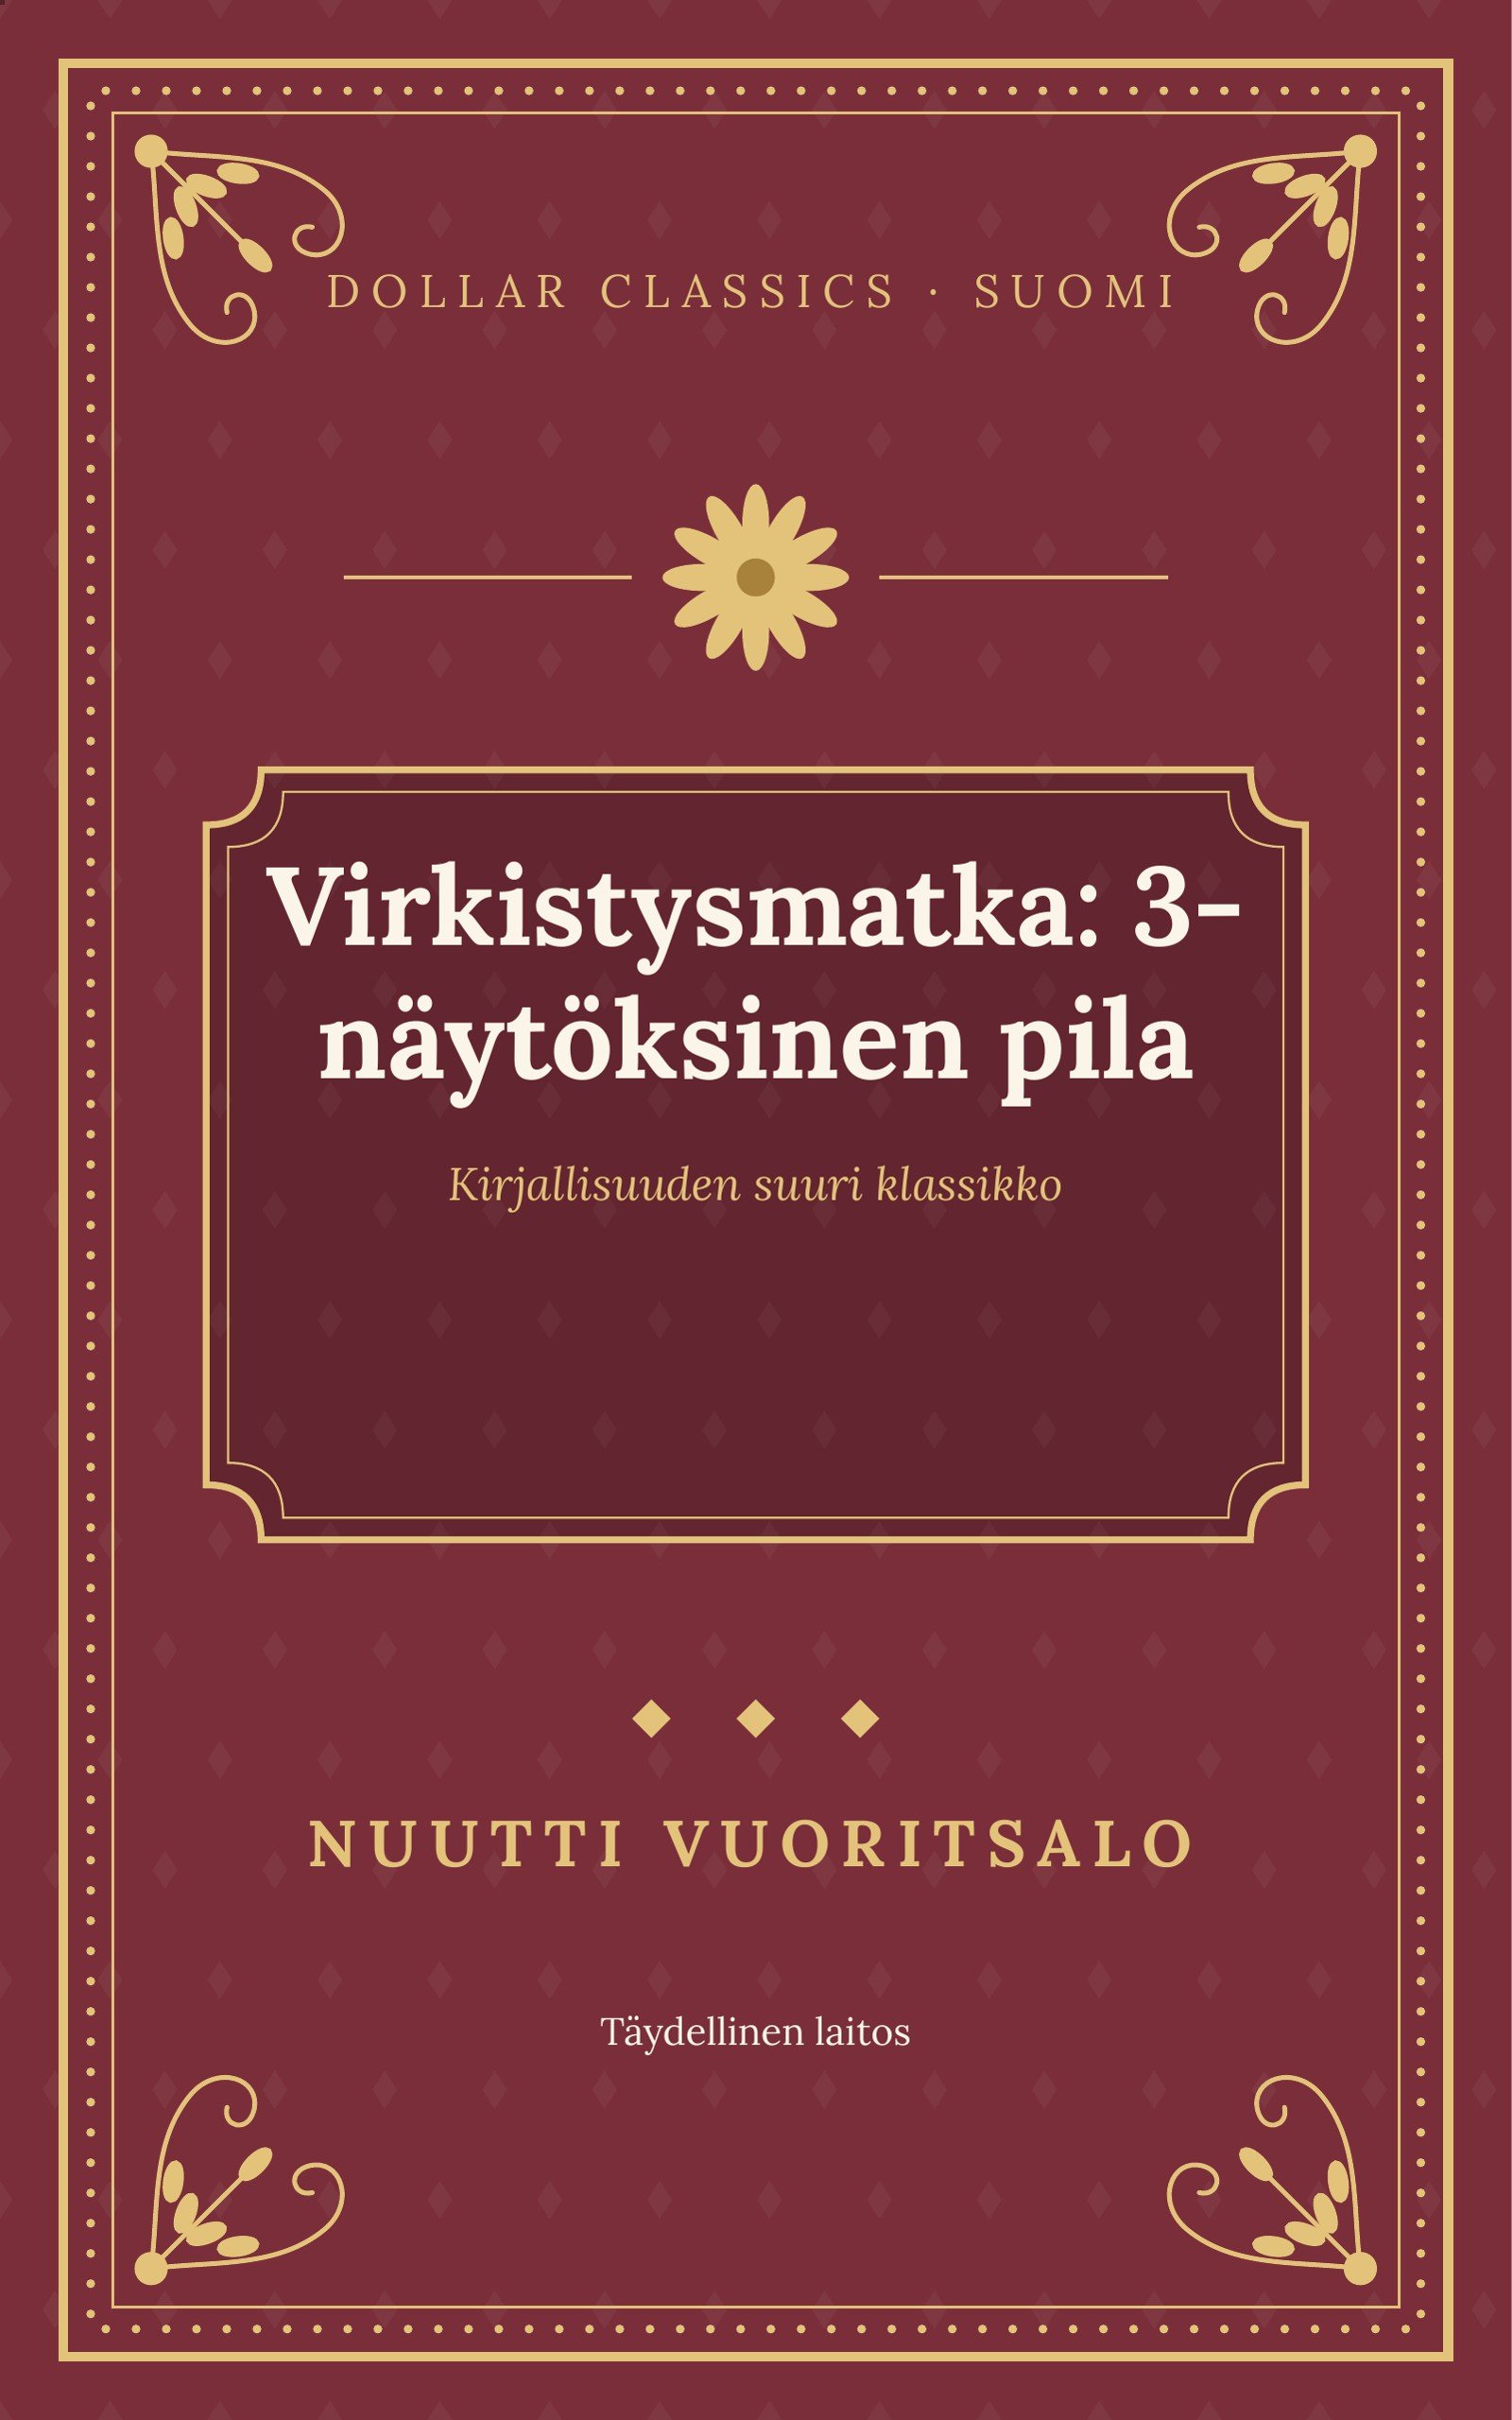 DOLLAR CLASSICS · SUOMI
Virkistysmatka: 3-
näytöksinen pila
Kirjallisuuden suuri klassikko
NUUTTI VUORITSALO
Täydellinen laitos